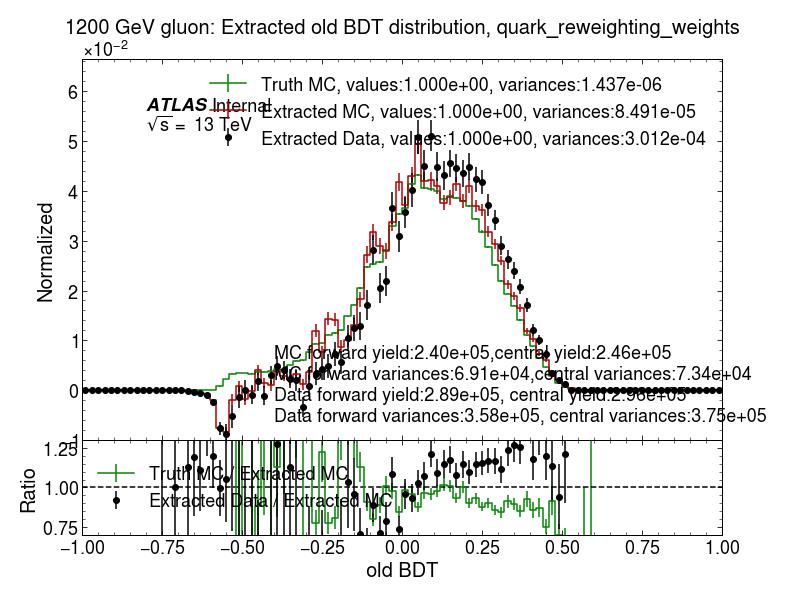 1200 GeV gluon: Extracted old BDT distribution, quark_reweighting_weights
×10⁻²
Truth MC, values:1.000e+00, variances:1.437e-06
ATLAS Internal
Extracted MC, values:1.000e+00, variances:8.491e-05
√s = 13 TeV
Extracted Data, values:1.000e+00, variances:3.012e-04
6
5
4
3
2
1
0
−1
Normalized
MC forward yield:2.40e+05,central yield:2.46e+05
MC forward variances:6.91e+04,central variances:7.34e+04
Data forward yield:2.89e+05, central yield:2.96e+05
Data forward variances:3.58e+05, central variances:3.75e+05
1.25
1.00
0.75
Ratio
Truth MC / Extracted MC
Extracted Data / Extracted MC
−1.00 −0.75 −0.50 −0.25 0.00 0.25 0.50 0.75 1.00
old BDT